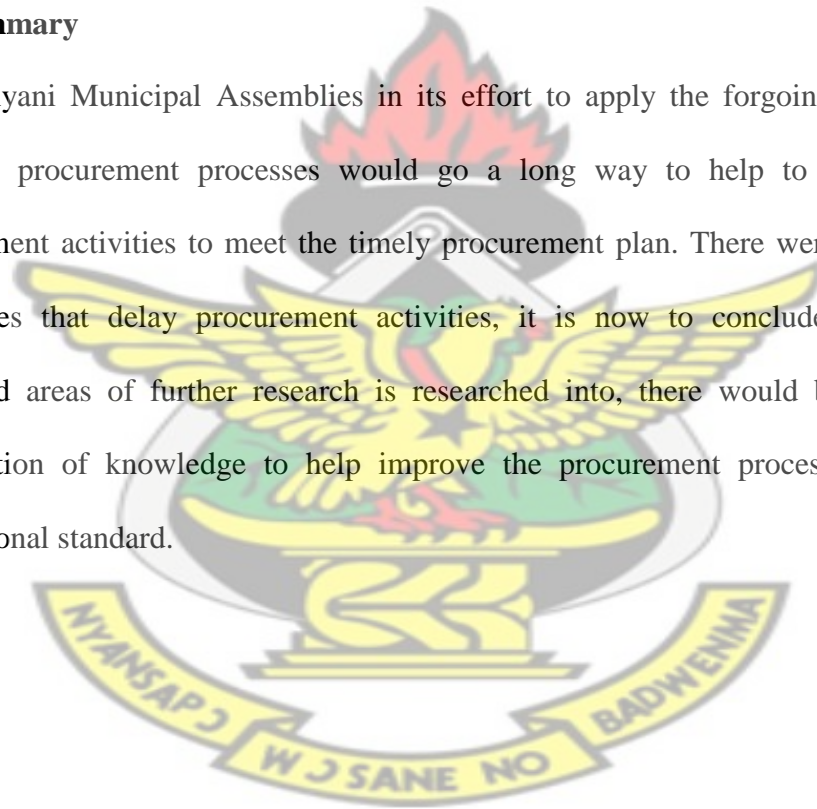 nmary
yani Municipal Assemblies in its effort to apply the forgoin
procurement processes would go a long way to help to
ment activities to meet the timely procurement plan. There wer
es that delay procurement activities, it is now to conclude
d areas of further research is researched into, there would b
tion of knowledge to help improve the procurement proces
onal standard.
NYANSAPƆ WƆSANE NO BADWENMA